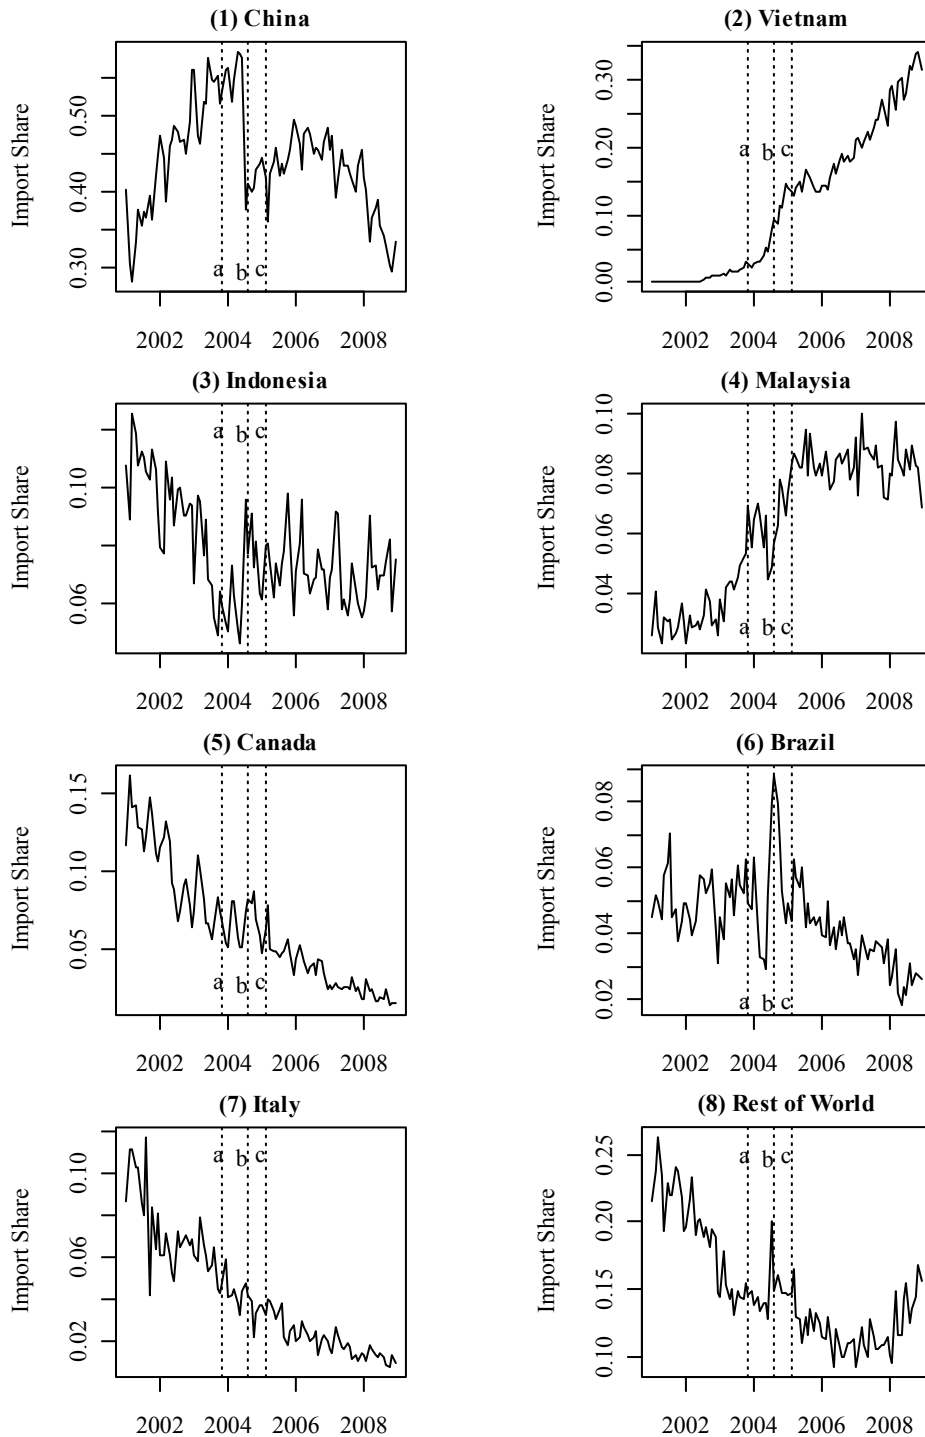 (1) China
Import Share
0.30 0.40 0.50
a b c
2002 2004 2006 2008
(2) Vietnam
Import Share
0.00 0.10 0.20 0.30
a b c
2002 2004 2006 2008
(3) Indonesia
Import Share
0.06 0.10
a b c
2002 2004 2006 2008
(4) Malaysia
Import Share
0.04 0.06 0.08 0.10
a b c
2002 2004 2006 2008
(5) Canada
Import Share
0.05 0.10 0.15
a b c
2002 2004 2006 2008
(6) Brazil
Import Share
0.02 0.04 0.06 0.08
a b c
2002 2004 2006 2008
(7) Italy
Import Share
0.02 0.06 0.10
a b c
2002 2004 2006 2008
(8) Rest of World
Import Share
0.10 0.15 0.20 0.25
a b c
2002 2004 2006 2008